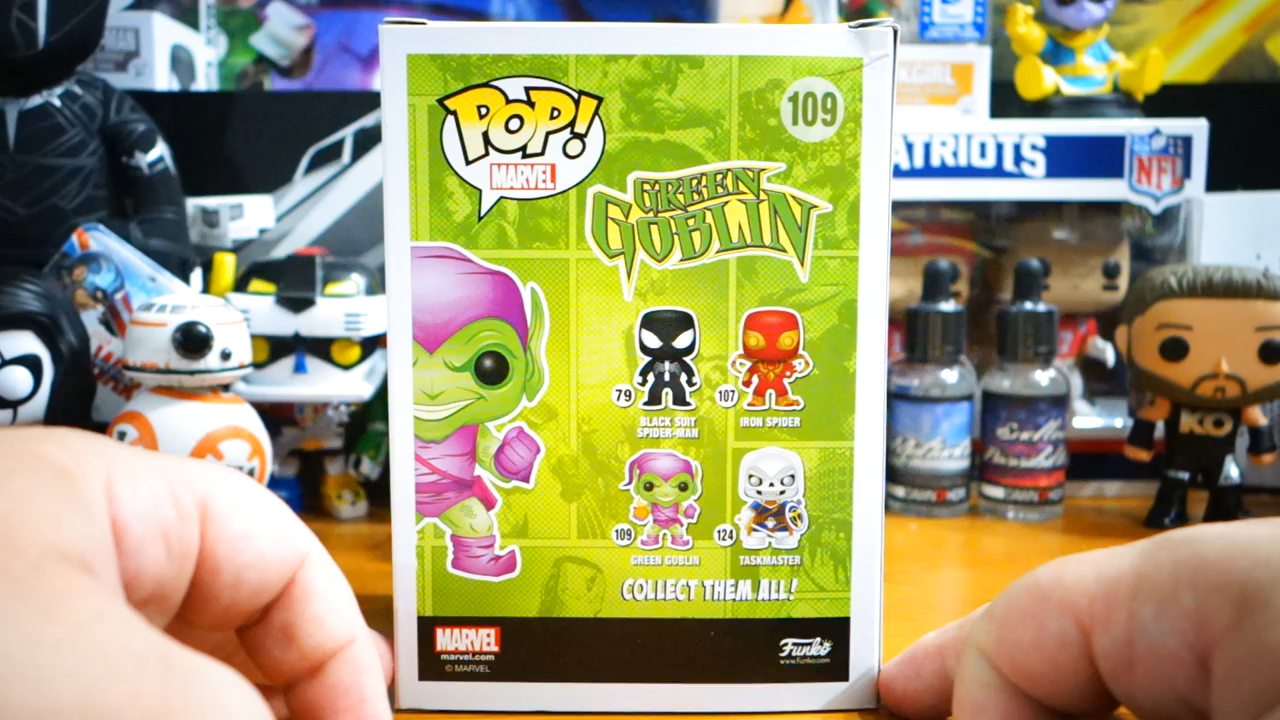 POP!
MARVEL
109
GREEN
GOBLIN
79
BLACK SUIT
SPIDER-MAN
107
IRON SPIDER
109
GREEN GOBLIN
124
TASKMASTER
COLLECT THEM ALL!
MARVEL
marvel.com
© MARVEL
Funko
www.funko.com
ATRIOTS
NFL
KO